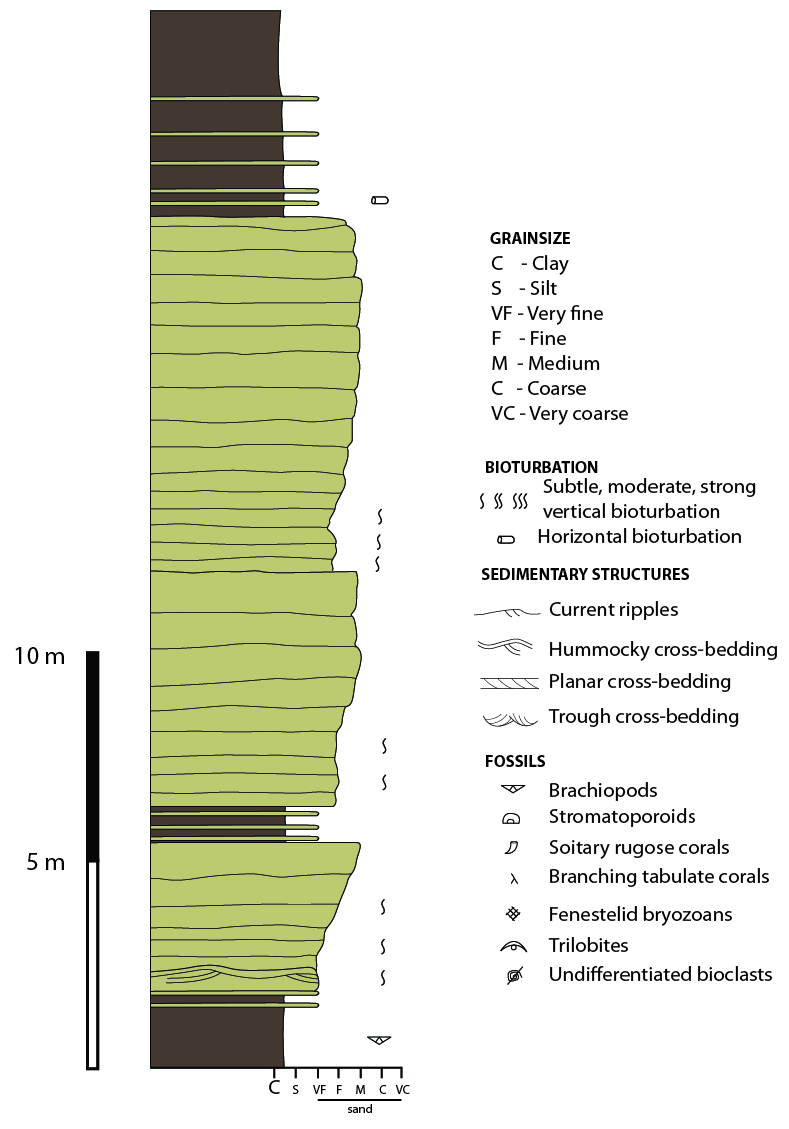 10 m
5 m
C S VF F M C VC
sand
GRAINSIZE
C - Clay
S - Silt
VF - Very fine
F - Fine
M - Medium
C - Coarse
VC - Very coarse
BIOTURBATION
Subtle, moderate, strong
vertical bioturbation
Horizontal bioturbation
SEDIMENTARY STRUCTURES
Current ripples
Hummocky cross-bedding
Planar cross-bedding
Trough cross-bedding
FOSSILS
Brachiopods
Stromatoporoids
Soitary rugose corals
Branching tabulate corals
Fenestelid bryozoans
Trilobites
Undifferentiated bioclasts